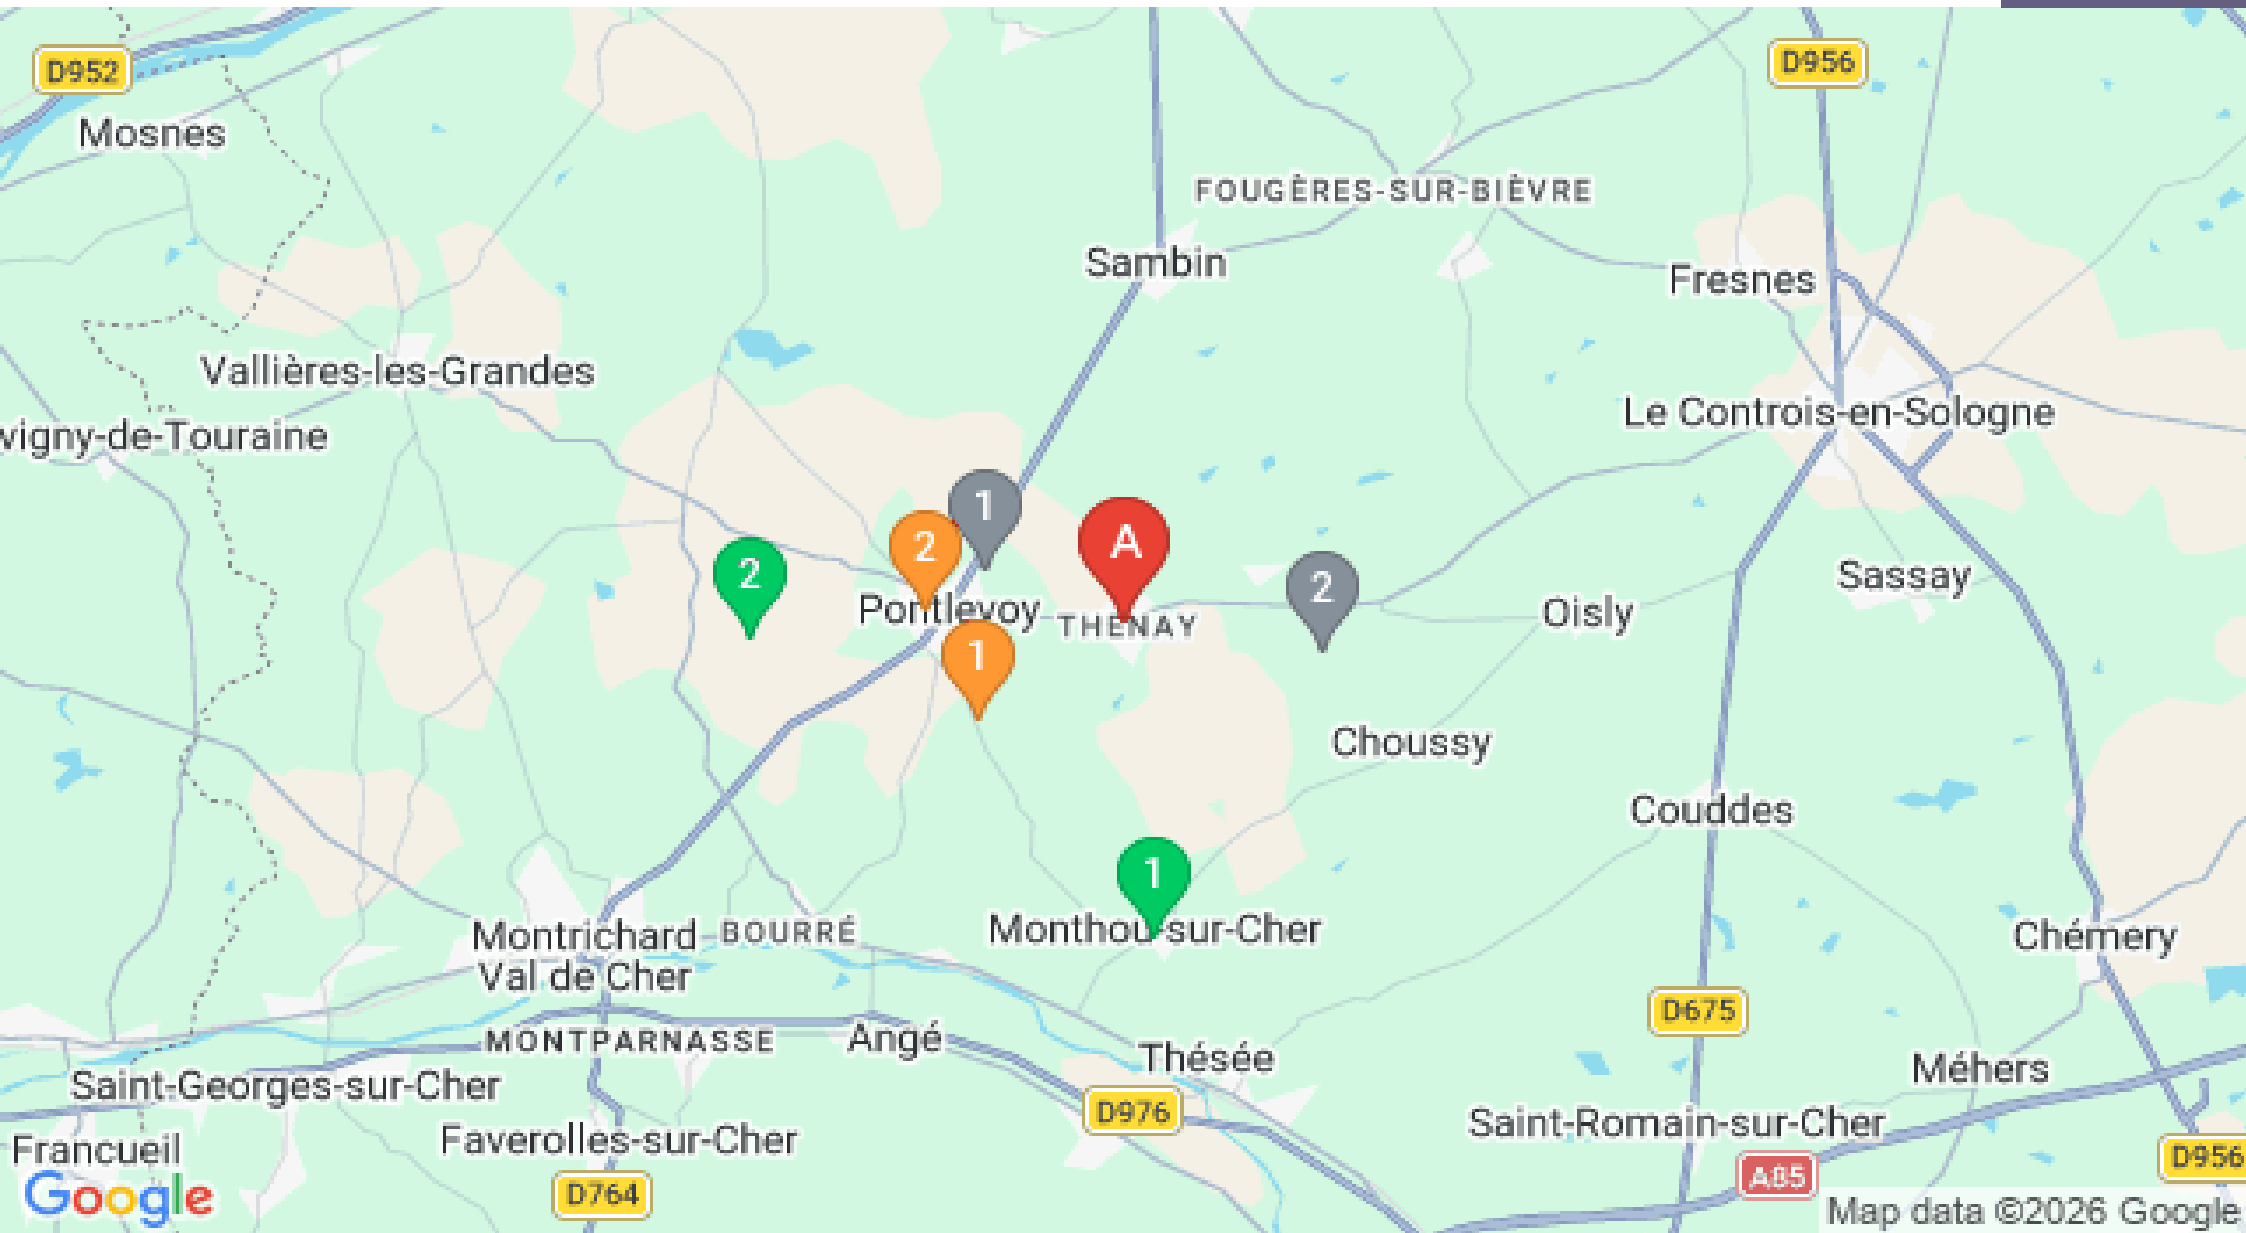 D952
D956
Mosnes
FOUGÈRES-SUR-BIÈVRE
Sambin
Fresnes
Vallières-les-Grandes
Le Controis-en-Sologne
vigny-de-Touraine
1
A
2
2
2
Sassay
Pontlevoy
THENAY
Oisly
1
Choussy
Couddes
1
Montrichard
Val de Cher
BOURRÉ
Monthou-sur-Cher
Chémery
D675
MONTPARNASSE
Angé
Thésée
Méhers
Saint-Georges-sur-Cher
D976
Saint-Romain-sur-Cher
Francueil
Faverolles-sur-Cher
D956
A85
Google
D764
Map data ©2026 Google